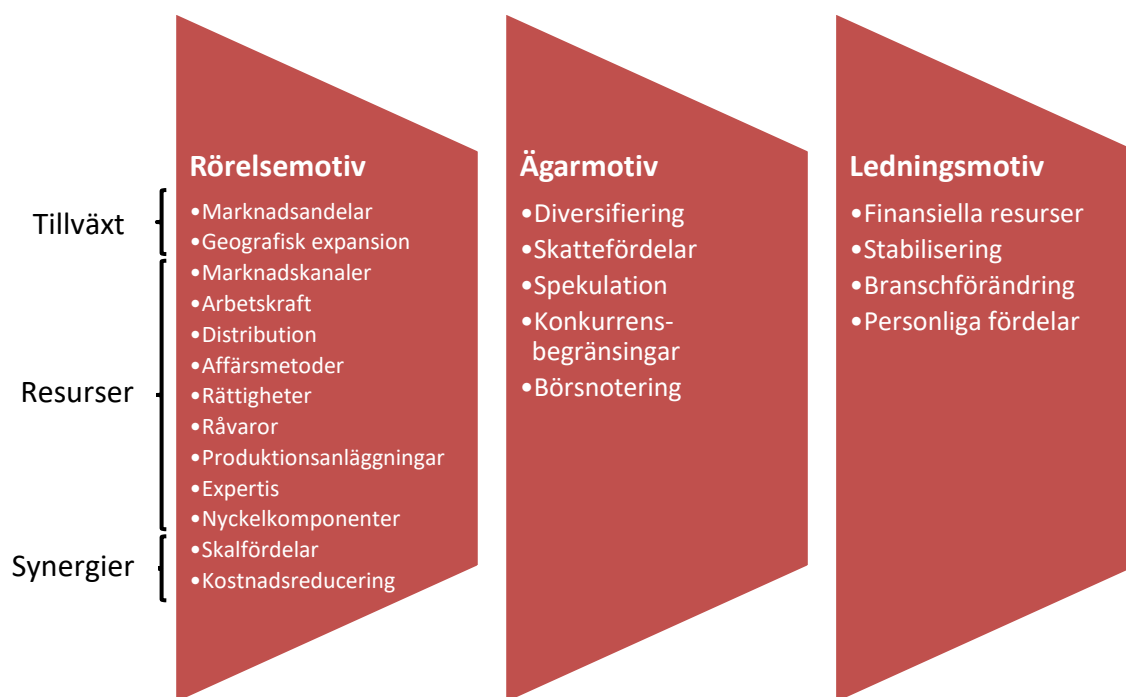 Tillväxt
Resurser
Synergier
Rörelsemotiv
•Marknadsandelar
•Geografisk expansion
•Marknadskanaler
•Arbetskraft
•Distribution
•Affärsmetoder
•Rättigheter
•Råvaror
•Produktionsanläggningar
•Expertis
•Nyckelkomponenter
•Skalfördelar
•Kostnadsreducering
Ägarmotiv
•Diversifiering
•Skattefördelar
•Spekulation
•Konkurrens-
begränsingar
•Börsnotering
Ledningsmotiv
•Finansiella resurser
•Stabilisering
•Branschförändring
•Personliga fördelar